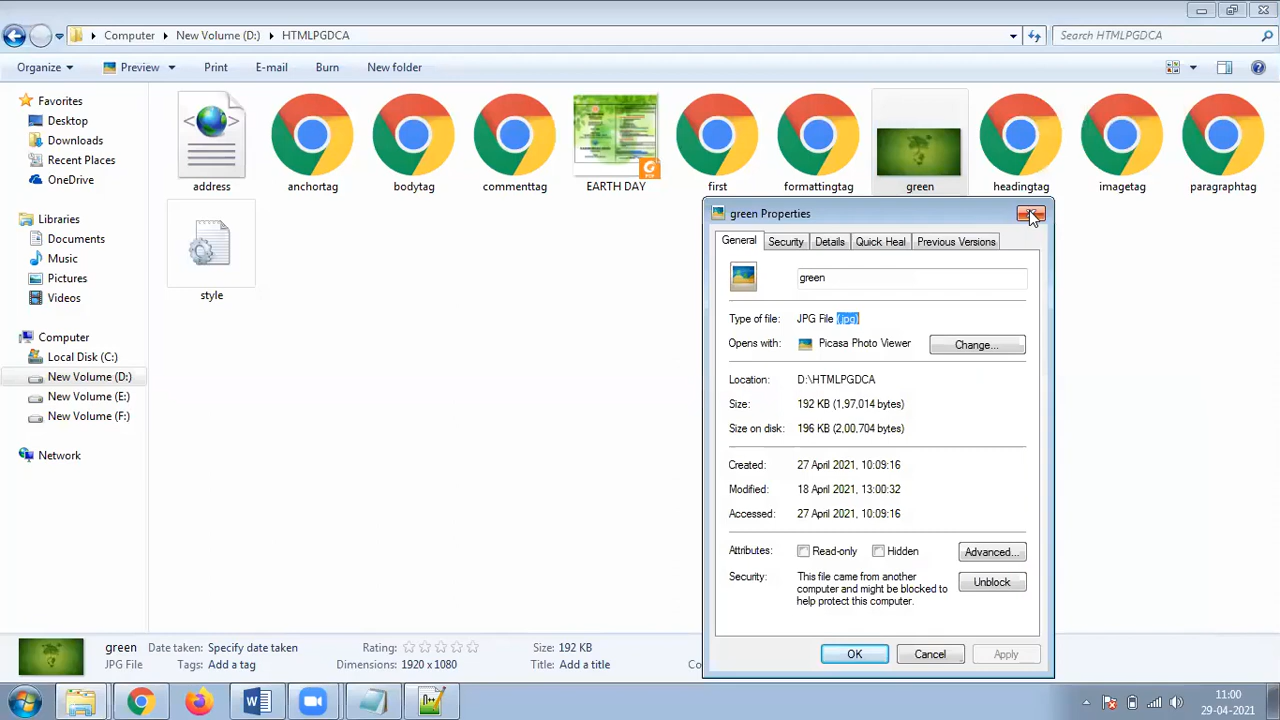 Computer New Volume (D:) HTMLPGDCA
Search HTMLPGDCA
Organize Preview Print E-mail Burn New folder
Favorites
Desktop
Downloads
Recent Places
OneDrive
Libraries
Documents
Music
Pictures
Videos
Computer
Local Disk (C:)
New Volume (D:)
New Volume (E:)
New Volume (F:)
Network
address
anchortag
bodytag
commenttag
EARTH DAY
first
formattingtag
green
headingtag
imagetag
paragraphtag
style
green Properties
General Security Details Quick Heal Previous Versions
green
Type of file: JPG File (.jpg)
Opens with: Picasa Photo Viewer Change...
Location: D:\HTMLPGDCA
Size: 192 KB (1,97,014 bytes)
Size on disk: 196 KB (2,00,704 bytes)
Created: 27 April 2021, 10:09:16
Modified: 18 April 2021, 13:00:32
Accessed: 27 April 2021, 10:09:16
Attributes: Read-only Hidden Advanced...
Security: This file came from another
computer and might be blocked to
help protect this computer.
Unblock
OK Cancel Apply
green Date taken: Specify date taken Rating: Size: 192 KB
JPG File Tags: Add a tag Dimensions: 1920 x 1080 Title: Add a title
11:00
29-04-2021